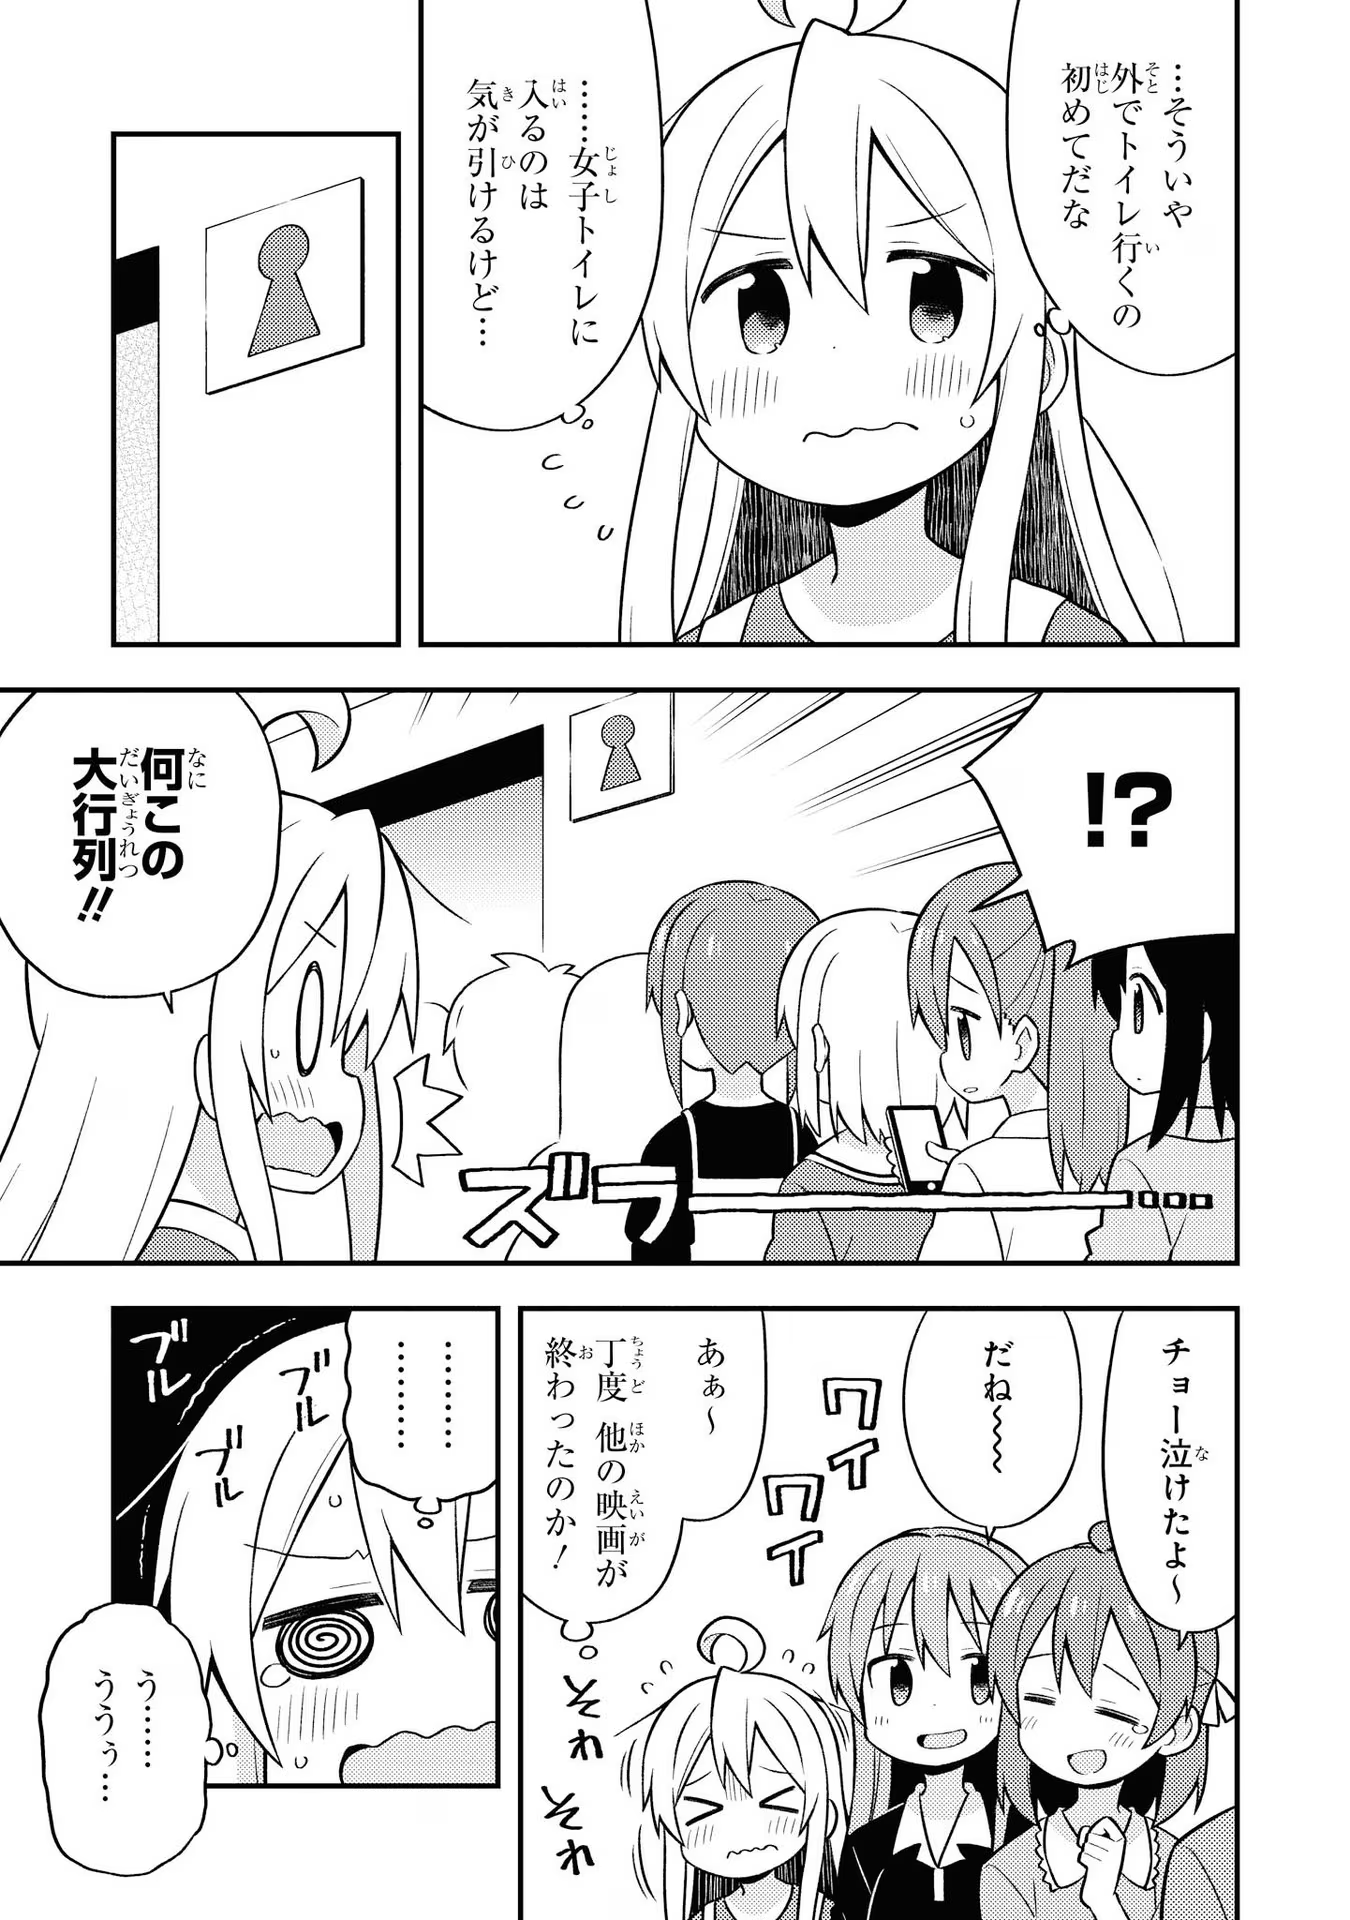 …そういや
外でトイレ行くの
初めてだな
……女子トイレに
入るのは
気が引けるけど…
!?
ズラーーー
何この
大行列!!
チョー泣けたよ～
だね～～
ワイ
ワイ
あぁ～
丁度 他の映画が
終わったのか！
それ
それ
………
………
ブル
ブル
ブル
う……
ううう…